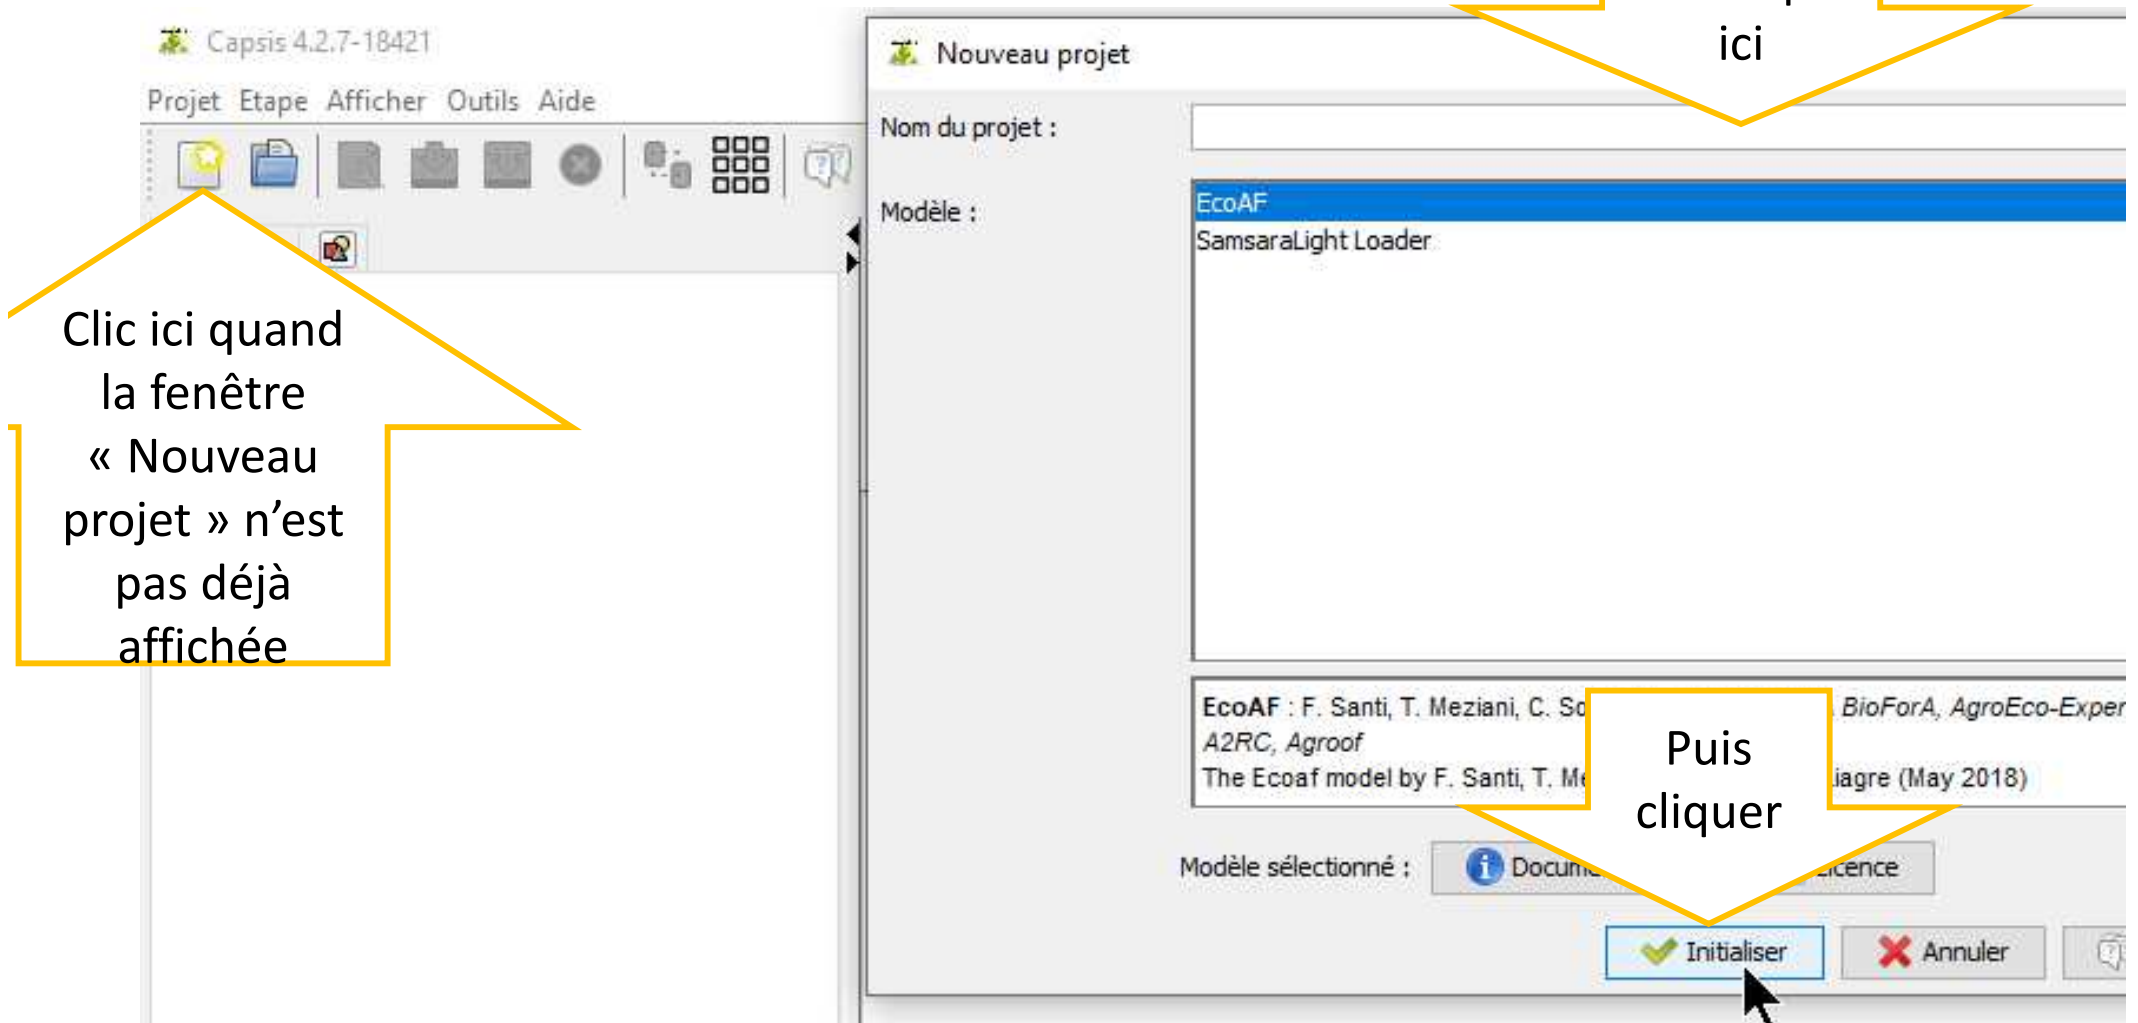 Capsis 4.2.7-18421
Projet Etape Afficher Outils Aide
Clic ici quand
la fenêtre
« Nouveau
projet » n’est
pas déjà
affichée
Nouveau projet
ici
Nom du projet :
Modèle :
EcoAF
SamsaraLight Loader
EcoAF : F. Santi, T. Meziani, C. BioForA, AgroEco-Exper
A2RC, Agroof
The Ecoaf model by F. Santi, T. iagre (May 2018)
Puis
cliquer
Modèle sélectionné : Docum icence
Initialiser Annuler